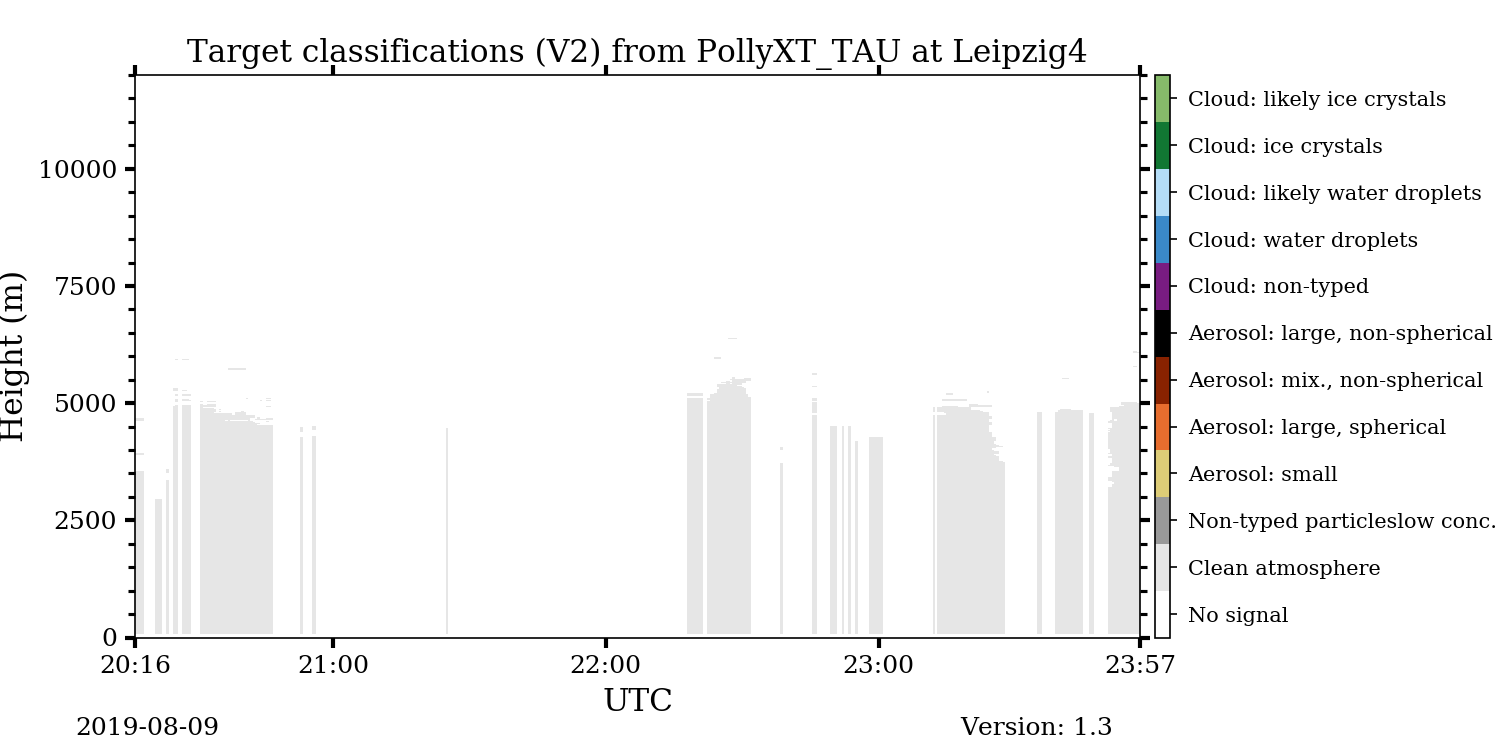 Target classifications (V2) from PollyXT_TAU at Leipzig4
Height (m)
10000
7500
5000
2500
0
20:16 21:00 22:00 23:00 23:57
UTC
2019-08-09
Version: 1.3
Cloud: likely ice crystals
Cloud: ice crystals
Cloud: likely water droplets
Cloud: water droplets
Cloud: non-typed
Aerosol: large, non-spherical
Aerosol: mix., non-spherical
Aerosol: large, spherical
Aerosol: small
Non-typed particleslow conc.
Clean atmosphere
No signal